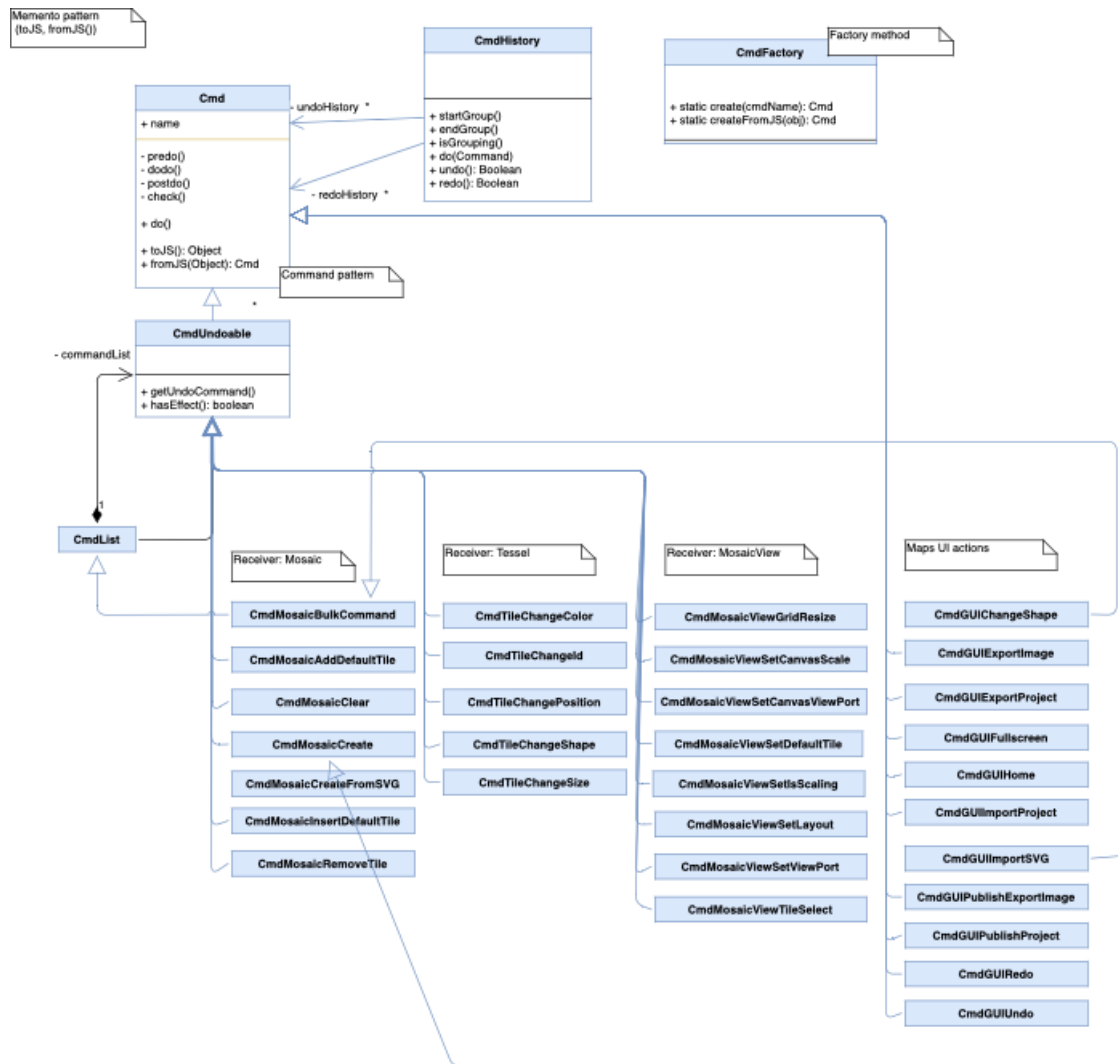 Memento pattern
(toJS, fromJS())
CmdHistory
+ startGroup()
+ endGroup()
+ isGrouping()
+ do(Command)
+ undo(): Boolean
+ redo(): Boolean
Factory method
CmdFactory
+ static create(cmdName): Cmd
+ static createFromJS(obj): Cmd
Cmd
+ name
- predo()
- dodo()
- postdo()
- check()
+ do()
+ toJS(): Object
+ fromJS(Object): Cmd
- undoHistory *
- redoHistory *
Command pattern
*
CmdUndoable
+ getUndoCommand()
+ hasEffect(): boolean
- commandList
1
CmdList
Receiver: Mosaic
CmdMosaicBulkCommand
CmdMosaicAddDefaultTile
CmdMosaicClear
CmdMosaicCreate
CmdMosaicCreateFromSVG
CmdMosaicInsertDefaultTile
CmdMosaicRemoveTile
Receiver: Tessel
CmdTileChangeColor
CmdTileChangeId
CmdTileChangePosition
CmdTileChangeShape
CmdTileChangeSize
Receiver: MosaicView
CmdMosaicViewGridResize
CmdMosaicViewSetCanvasScale
CmdMosaicViewSetCanvasViewPort
CmdMosaicViewSetDefaultTile
CmdMosaicViewSetIsScaling
CmdMosaicViewSetLayout
CmdMosaicViewSetViewPort
CmdMosaicViewTileSelect
Maps UI actions
CmdGUIChangeShape
CmdGUIExportImage
CmdGUIExportProject
CmdGUIFullscreen
CmdGUIHome
CmdGUIImportProject
CmdGUIImportSVG
CmdGUIPublishExportImage
CmdGUIPublishProject
CmdGUIRedo
CmdGUIUndo